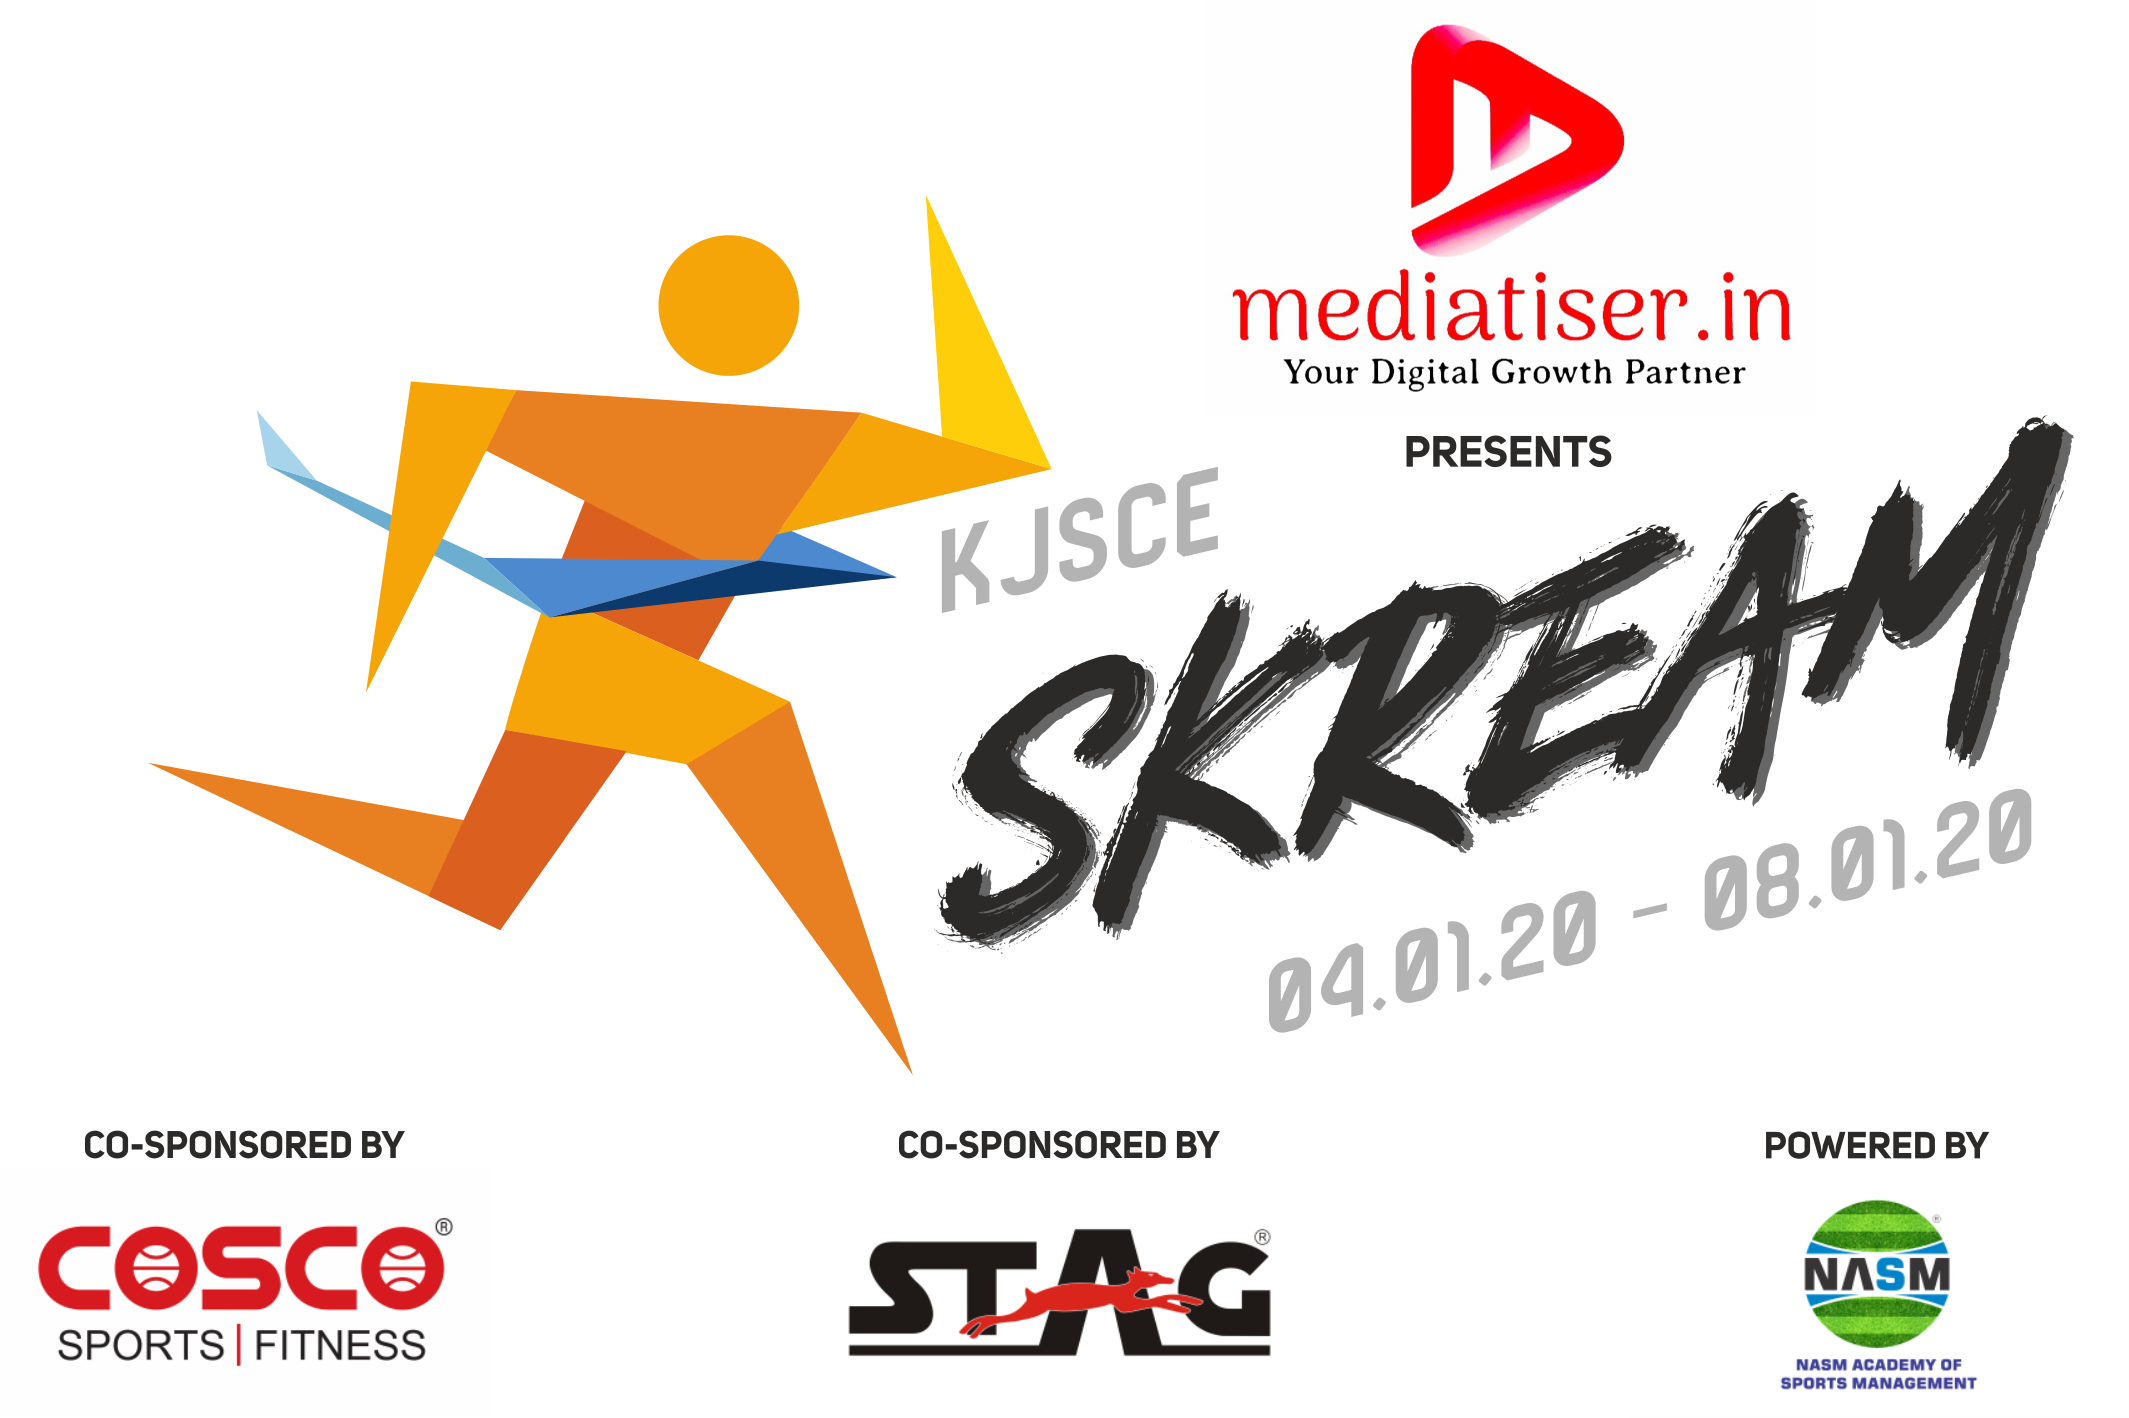 mediatiser.in
Your Digital Growth Partner
PRESENTS
KJSCE
SKREAM
04.01.20 - 08.01.20
CO-SPONSORED BY
COSCO®
SPORTS | FITNESS
CO-SPONSORED BY
STAG®
POWERED BY
NASM®
NASM ACADEMY OF
SPORTS MANAGEMENT